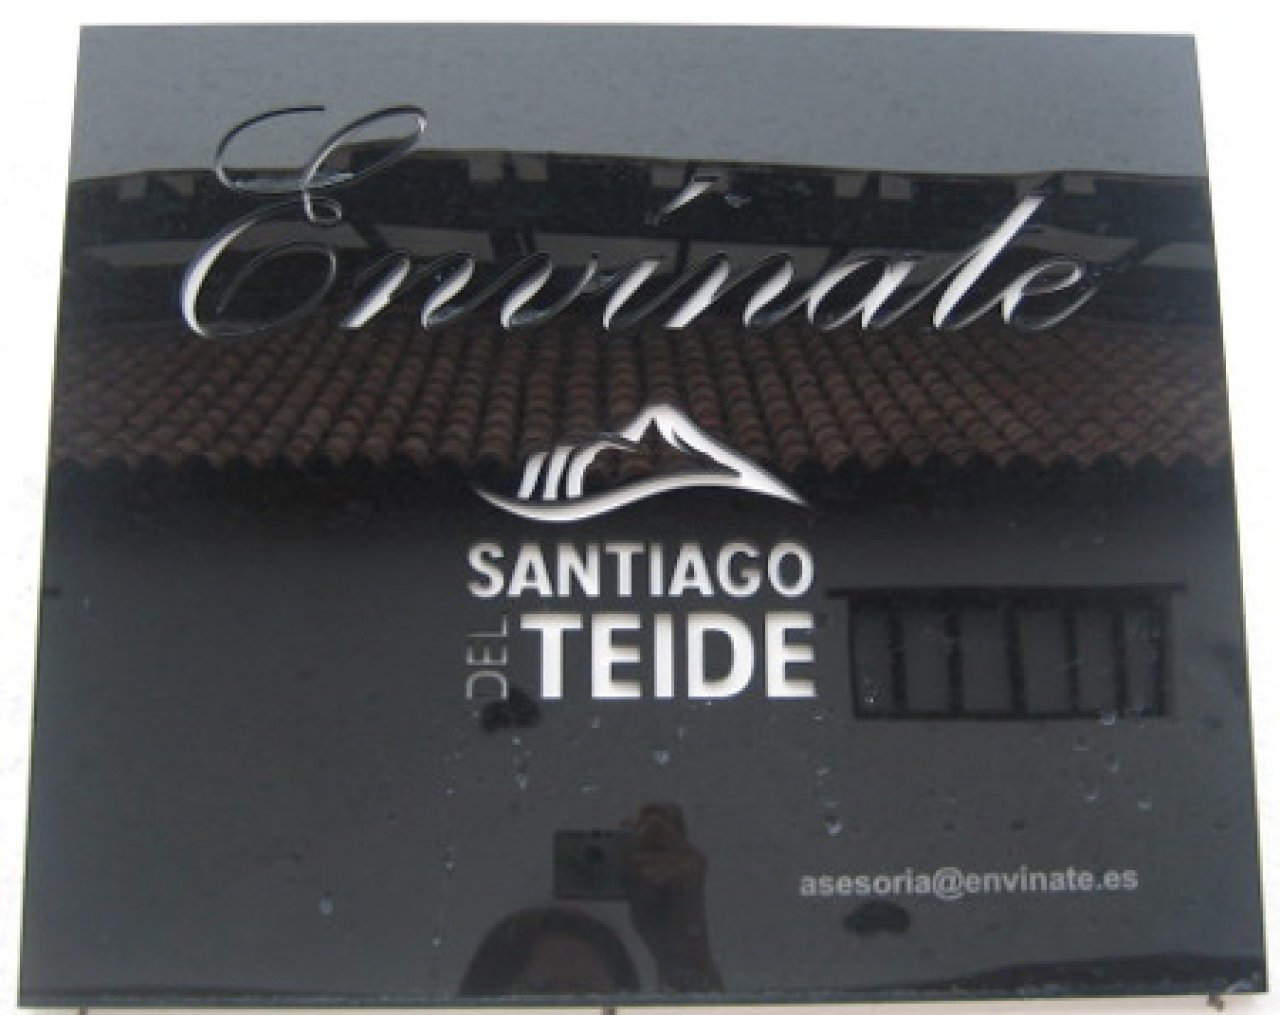 Envínate
SANTIAGO
DEL TEIDE
asesoria@envinate.es